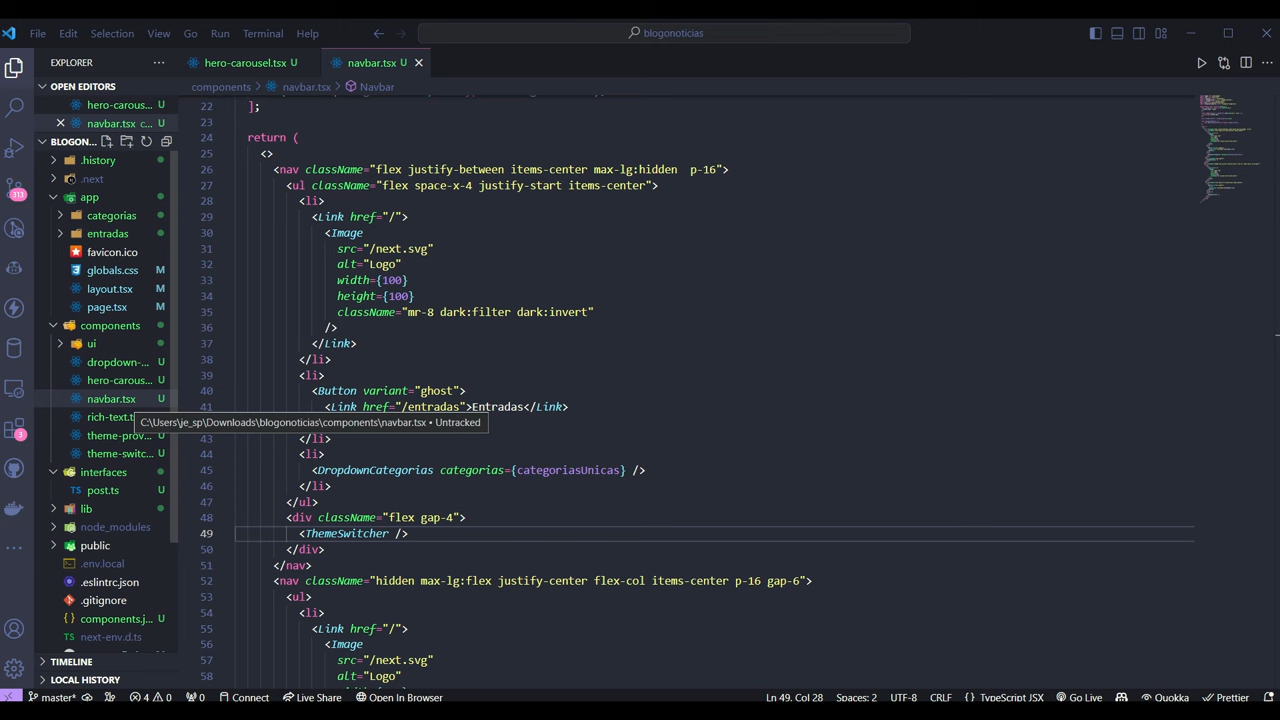 File Edit Selection View Go Run Terminal Help
blogonoticias
EXPLORER
hero-carousel.tsx U
navbar.tsx U
OPEN EDITORS
hero-carous... U
navbar.tsx c... U
BLOGON...
.history
.next
app
categorias
entradas
favicon.ico
globals.css M
layout.tsx M
page.tsx M
components
ui
dropdown-... U
hero-carous... U
navbar.tsx U
rich-text.ts
theme-prov...
theme-switc... U
interfaces
post.ts U
lib
node_modules
public
.env.local
.eslintrc.json
.gitignore
components.j... U
next-env.d.ts
TIMELINE
LOCAL HISTORY
313
3
components navbar.tsx Navbar
22 ];
23
24 return (
25 <>
26 <nav className="flex justify-between items-center max-lg:hidden  p-16">
27 <ul className="flex space-x-4 justify-start items-center">
28 <li>
29 <Link href="/">
30 <Image
31 src="/next.svg"
32 alt="Logo"
33 width={100}
34 height={100}
35 className="mr-8 dark:filter dark:invert"
36 />
37 </Link>
38 </li>
39 <li>
40 <Button variant="ghost">
41 <Link href="/entradas">Entradas</Link>
C:\Users\je_sp\Downloads\blogonoticias\components\navbar.tsx • Untracked
43 </li>
44 <li>
45 <DropdownCategorias categorias={categoriasUnicas} />
46 </li>
47 </ul>
48 <div className="flex gap-4">
49 <ThemeSwitcher />
50 </div>
51 </nav>
52 <nav className="hidden max-lg:flex justify-center flex-col items-center p-16 gap-6">
53 <ul>
54 <li>
55 <Link href="/">
56 <Image
57 src="/next.svg"
58 alt="Logo"
master* 4 0 0 Connect Live Share Open In Browser Ln 49, Col 28 Spaces: 2 UTF-8 CRLF {} TypeScript JSX Go Live Quokka Prettier